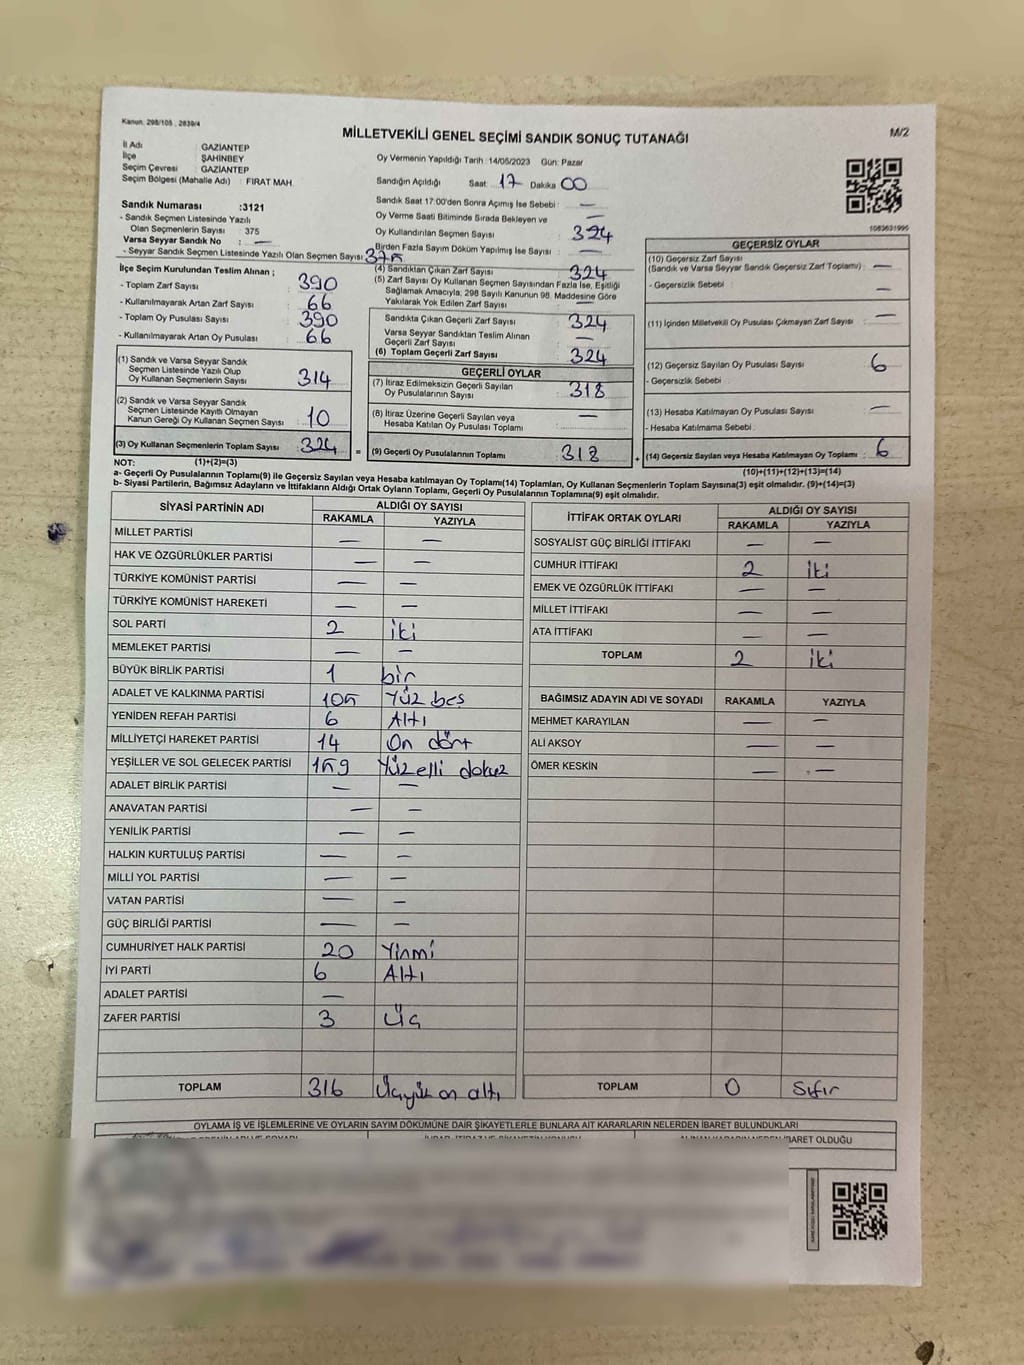 Kanun: 298/105 , 2839/4
MİLLETVEKİLİ GENEL SEÇİMİ SANDIK SONUÇ TUTANAĞI
M/2
İl Adı GAZİANTEP
İlçe ŞAHİNBEY
Seçim Çevresi GAZİANTEP
Seçim Bölgesi (Mahalle Adı) : FIRAT MAH.
Sandık Numarası :3121
- Sandık Seçmen Listesinde Yazılı
Olan Seçmenlerin Sayısı : 375
Varsa Seyyar Sandık No : —
- Seyyar Sandık Seçmen Listesinde Yazılı Olan Seçmen Sayısı : 375
Oy Vermenin Yapıldığı Tarih :14/05/2023 Gün: Pazar
Sandığın Açıldığı Saat: 17 Dakika 00
Sandık Saat 17:00'den Sonra Açımış İse Sebebi : —
Oy Verme Saati Bitiminde Sırada Bekleyen ve —
Oy Kullandırılan Seçmen Sayısı 324
Birden Fazla Sayım Döküm Yapılmış İse Sayısı : —
1083631995
İlçe Seçim Kurulundan Teslim Alınan ;
- Toplam Zarf Sayısı : 390
- Kullanılmayarak Artan Zarf Sayısı : 66
- Toplam Oy Pusulası Sayısı : 390
- Kullanılmayarak Artan Oy Pusulası : 66
(4) Sandıktan Çıkan Zarf Sayısı 324
(5) Zarf Sayısı Oy Kullanan Seçmen Sayısından Fazla İse, Eşitliği
Sağlamak Amacıyla; 298 Sayılı Kanunun 98. Maddesine Göre
Yakılarak Yok Edilen Zarf Sayısı : —
Sandıkta Çıkan Geçerli Zarf Sayısı : 324
Varsa Seyyar Sandıktan Teslim Alınan
Geçerli Zarf Sayısı : —
(6) Toplam Geçerli Zarf Sayısı : 324
GEÇERSİZ OYLAR
(10) Geçersiz Zarf Sayısı
(Sandık ve Varsa Seyyar Sandık Geçersiz Zarf Toplamı) : —
- Geçersizlik Sebebi : —
(11) İçinden Milletvekili Oy Pusulası Çıkmayan Zarf Sayısı : —
(12) Geçersiz Sayılan Oy Pusulası Sayısı : 6
- Geçersizlik Sebebi :
(13) Hesaba Katılmayan Oy Pusulası Sayısı : —
- Hesaba Katılmama Sebebi :
(14) Geçersiz Sayılan veya Hesaba Katılmayan Oy Toplamı : 6
(1) Sandık ve Varsa Seyyar Sandık
Seçmen Listesinde Yazılı Olup
Oy Kullanan Seçmenlerin Sayısı : 314
(2) Sandık ve Varsa Seyyar Sandık
Seçmen Listesinde Kayıtlı Olmayan
Kanun Gereği Oy Kullanan Seçmen Sayısı : 10
(3) Oy Kullanan Seçmenlerin Toplam Sayısı : 324 =
GEÇERLİ OYLAR
(7) İtiraz Edilmeksizin Geçerli Sayılan
Oy Pusulalarının Sayısı : 318
(8) İtiraz Üzerine Geçerli Sayılan veya
Hesaba Katılan Oy Pusulası Toplamı : —
(9) Geçerli Oy Pusulalarının Toplamı : 318 +
NOT: (1)+(2)=(3)
(10)+(11)+(12)+(13)=(14)
a- Geçerli Oy Pusulalarının Toplamı(9) ile Geçersiz Sayılan veya Hesaba katılmayan Oy Toplamı(14) Toplamları, Oy Kullanan Seçmenlerin Toplam Sayısına(3) eşit olmalıdır. (9)+(14)=(3)
b- Siyasi Partilerin, Bağımsız Adayların ve İttifakların Aldığı Ortak Oyların Toplamı, Geçerli Oy Pusulalarının Toplamına(9) eşit olmalıdır.
SİYASİ PARTİNİN ADI ALDIĞI OY SAYISI
RAKAMLA YAZIYLA
MİLLET PARTİSİ — —
HAK VE ÖZGÜRLÜKLER PARTİSİ — —
TÜRKİYE KOMÜNİST PARTİSİ — —
TÜRKİYE KOMÜNİST HAREKETİ — —
SOL PARTİ 2 iki
MEMLEKET PARTİSİ — —
BÜYÜK BİRLİK PARTİSİ 1 bir
ADALET VE KALKINMA PARTİSİ 105 Yüz beş
YENİDEN REFAH PARTİSİ 6 Altı
MİLLİYETÇİ HAREKET PARTİSİ 14 On dört
YEŞİLLER VE SOL GELECEK PARTİSİ 159 Yüz elli dokuz
ADALET BİRLİK PARTİSİ — —
ANAVATAN PARTİSİ — —
YENİLİK PARTİSİ — —
HALKIN KURTULUŞ PARTİSİ — —
MİLLİ YOL PARTİSİ — —
VATAN PARTİSİ — —
GÜÇ BİRLİĞİ PARTİSİ — —
CUMHURİYET HALK PARTİSİ 20 Yirmi
İYİ PARTİ 6 Altı
ADALET PARTİSİ —
ZAFER PARTİSİ 3 Üç
TOPLAM 316 Üçyüz on altı
İTTİFAK ORTAK OYLARI ALDIĞI OY SAYISI
RAKAMLA YAZIYLA
SOSYALİST GÜÇ BİRLİĞİ İTTİFAKI — —
CUMHUR İTTİFAKI 2 iki
EMEK VE ÖZGÜRLÜK İTTİFAKI — —
MİLLET İTTİFAKI — —
ATA İTTİFAKI — —
TOPLAM 2 iki
BAĞIMSIZ ADAYIN ADI VE SOYADI RAKAMLA YAZIYLA
MEHMET KARAYILAN — —
ALİ AKSOY — —
ÖMER KESKİN — —
TOPLAM 0 Sıfır
OYLAMA İŞ VE İŞLEMLERİNE VE OYLARIN SAYIM DÖKÜMÜNE DAİR ŞİKAYETLERLE BUNLARA AİT KARARLARIN NELERDEN İBARET BULUNDUKLARI
İBARET OLDUĞU